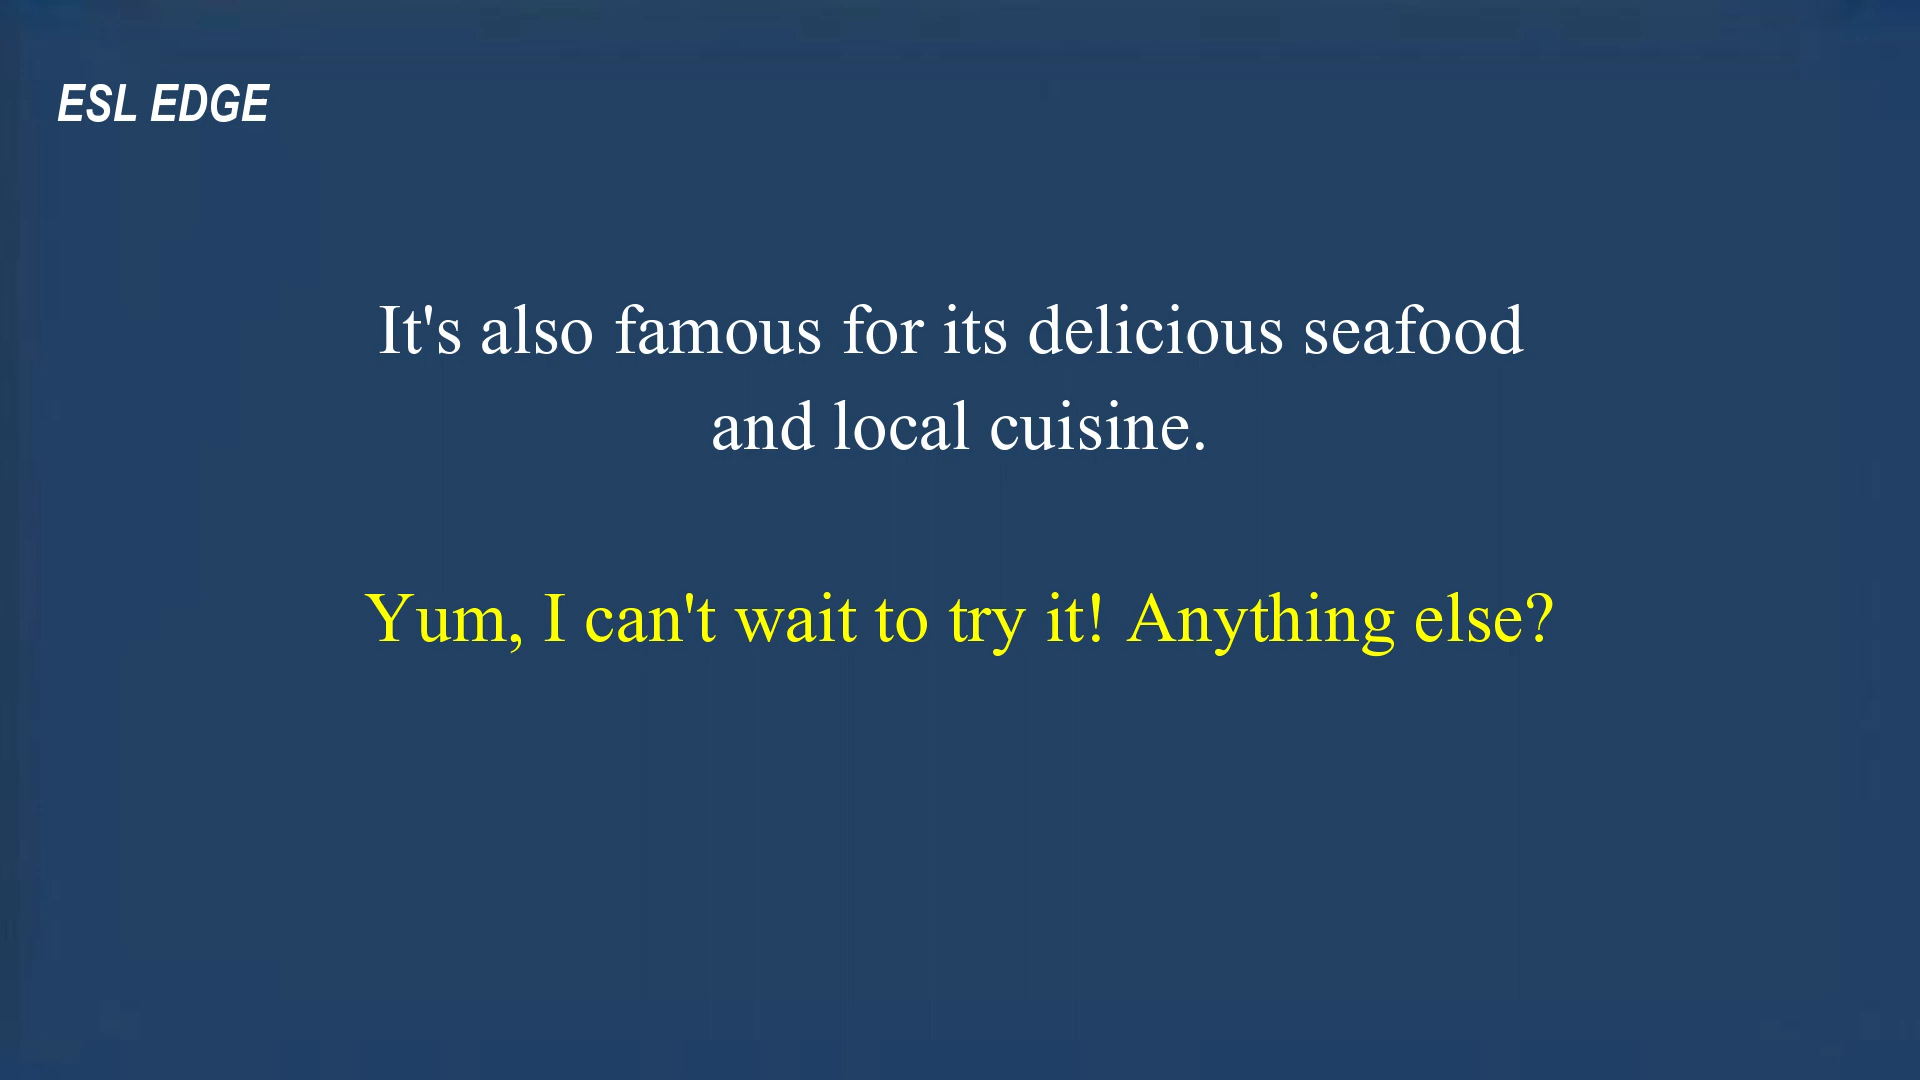 ESL EDGE
It's also famous for its delicious seafood
and local cuisine.
Yum, I can't wait to try it! Anything else?